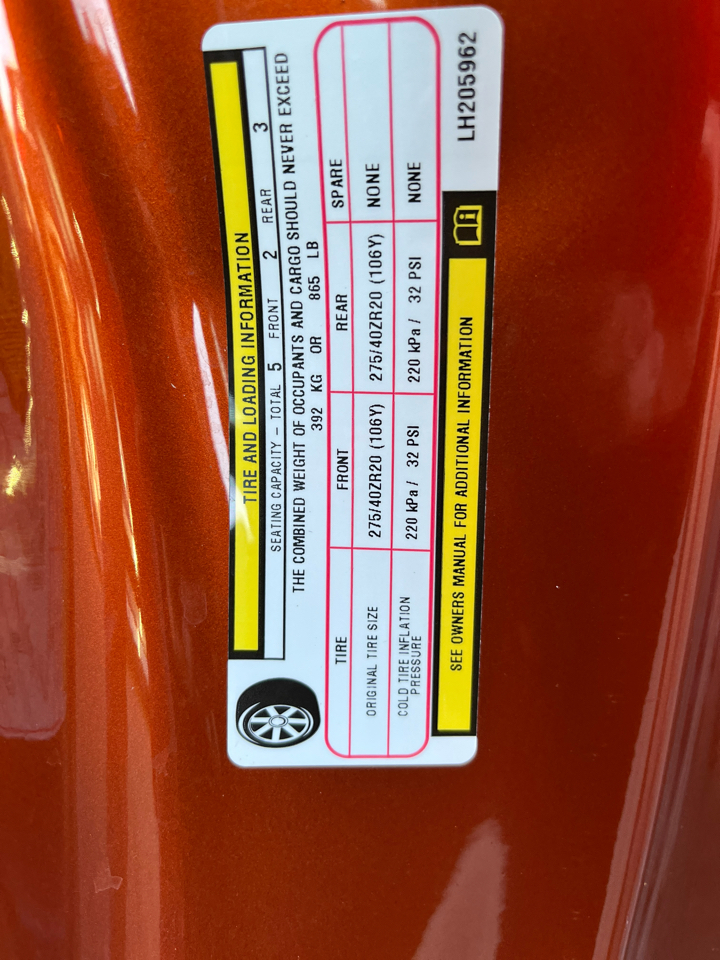 TIRE AND LOADING INFORMATION
SEATING CAPACITY – TOTAL 5 FRONT 2 REAR 3
THE COMBINED WEIGHT OF OCCUPANTS AND CARGO SHOULD NEVER EXCEED
392 KG OR 865 LB
TIRE FRONT REAR SPARE
ORIGINAL TIRE SIZE 275/40ZR20 (106Y) 275/40ZR20 (106Y) NONE
COLD TIRE INFLATION
PRESSURE 220 kPa / 32 PSI 220 kPa / 32 PSI NONE
SEE OWNERS MANUAL FOR ADDITIONAL INFORMATION
LH205962